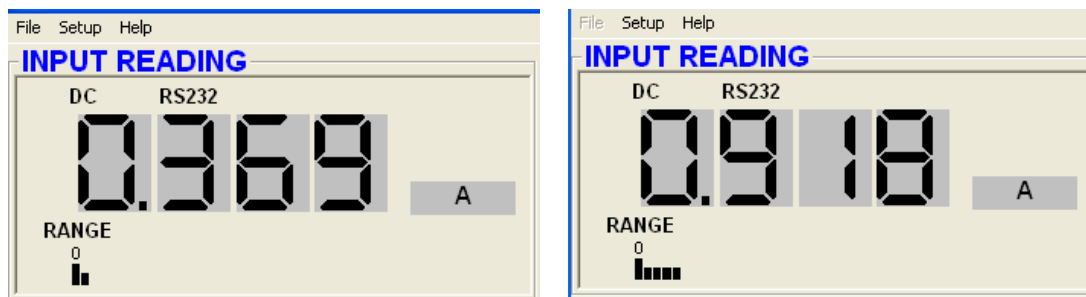 File Setup Help
INPUT READING
DC RS232
0.369
A
RANGE
0
File Setup Help
INPUT READING
DC RS232
0.918
A
RANGE
0